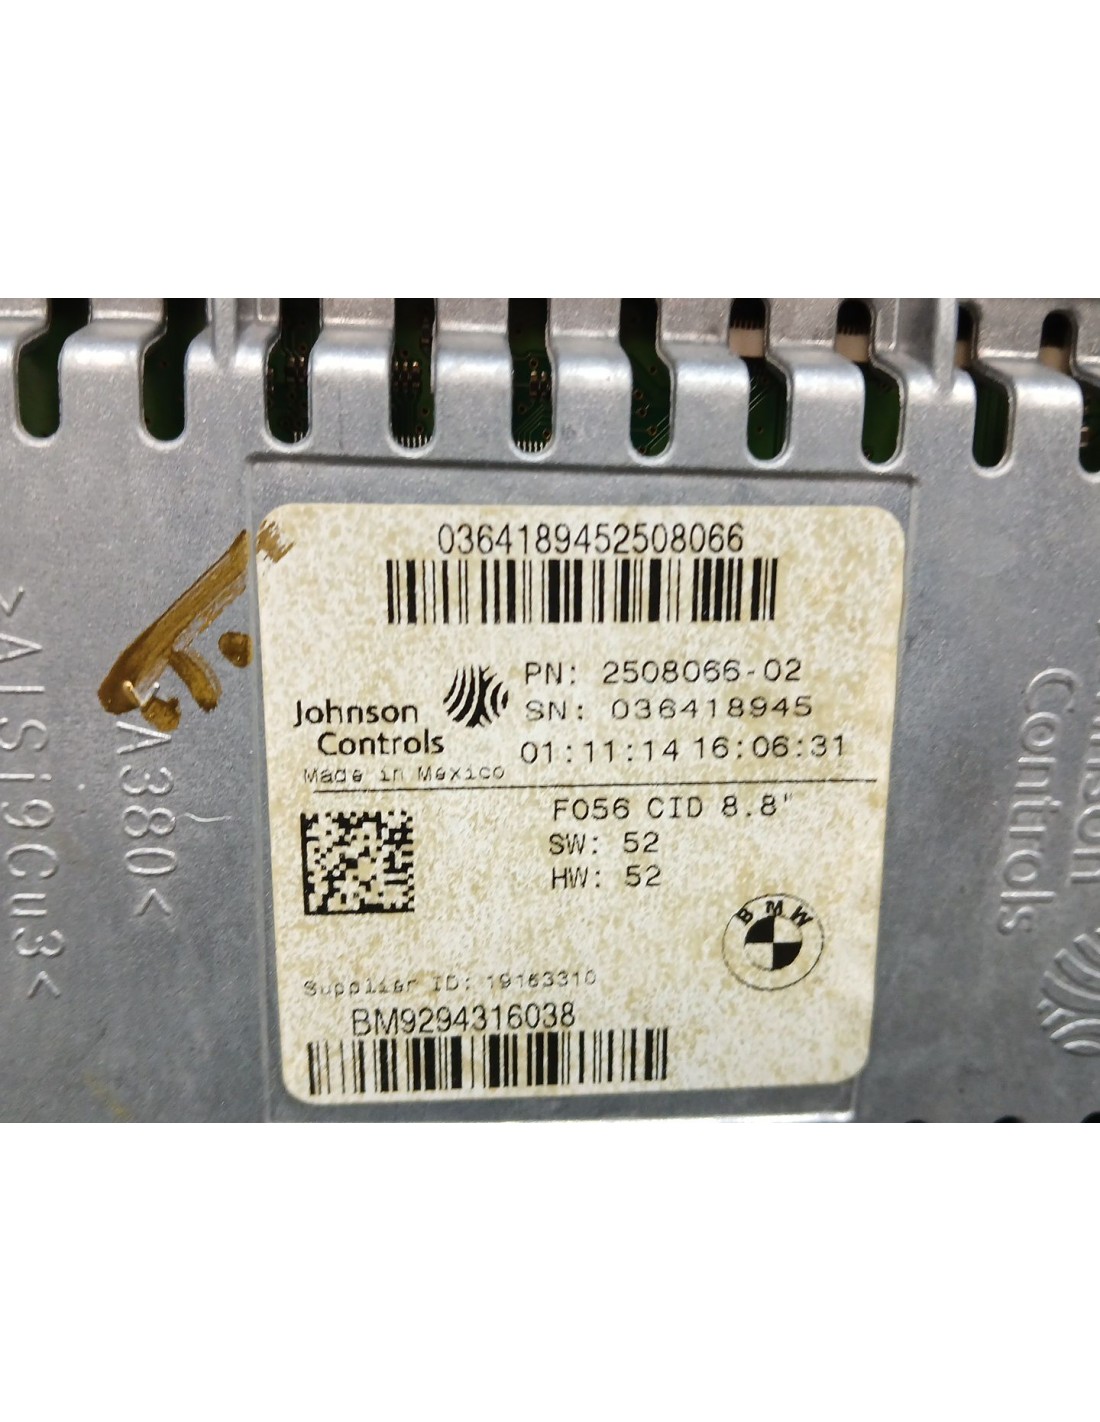 0364189452508066
Johnson
Controls
PN: 2508066-02
SN: 036418945
01:11:14 16:06:31
Made in Mexico
F056 CID 8.8"
SW: 52
HW: 52
BMW
Supplier ID: 19163310
BM9294316038
>AlSi9Cu3<
A380<
Controls